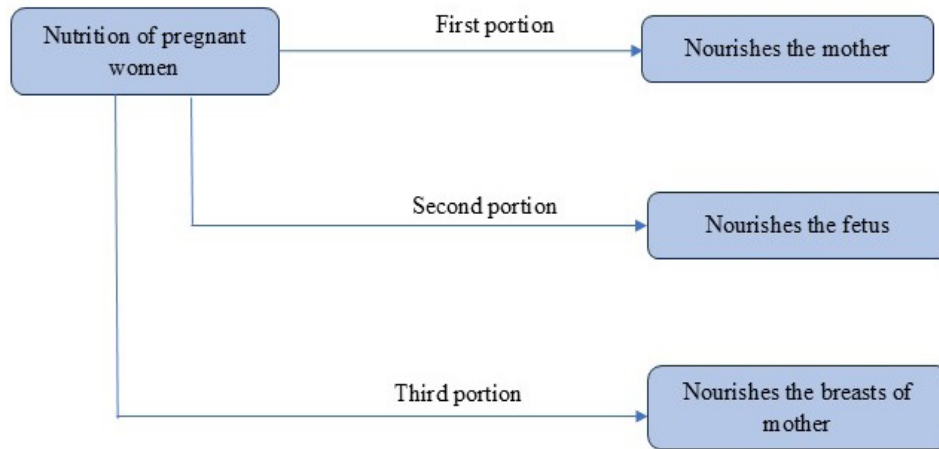 Nutrition of pregnant
women
First portion
Nourishes the mother
Second portion
Nourishes the fetus
Third portion
Nourishes the breasts of
mother